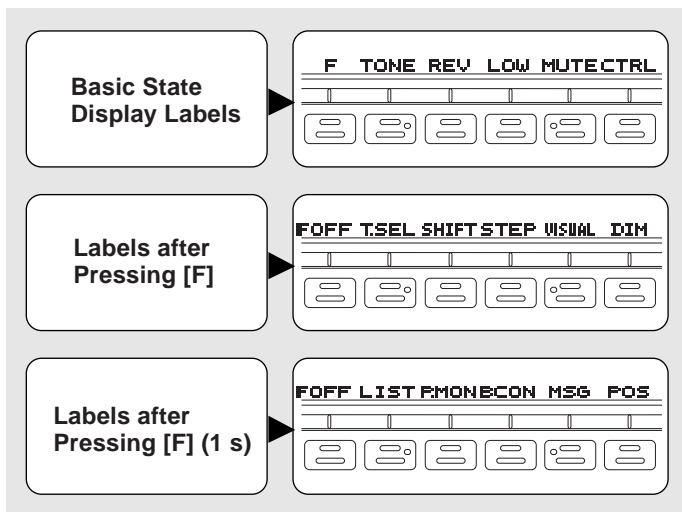 Basic State
Display Labels
F TONE REV LOW MUTE CTRL
Labels after
Pressing [F]
F OFF T.SEL SHIFT STEP VISUAL DIM
Labels after
Pressing [F] (1 s)
F OFF LIST P.MON BCON MSG POS